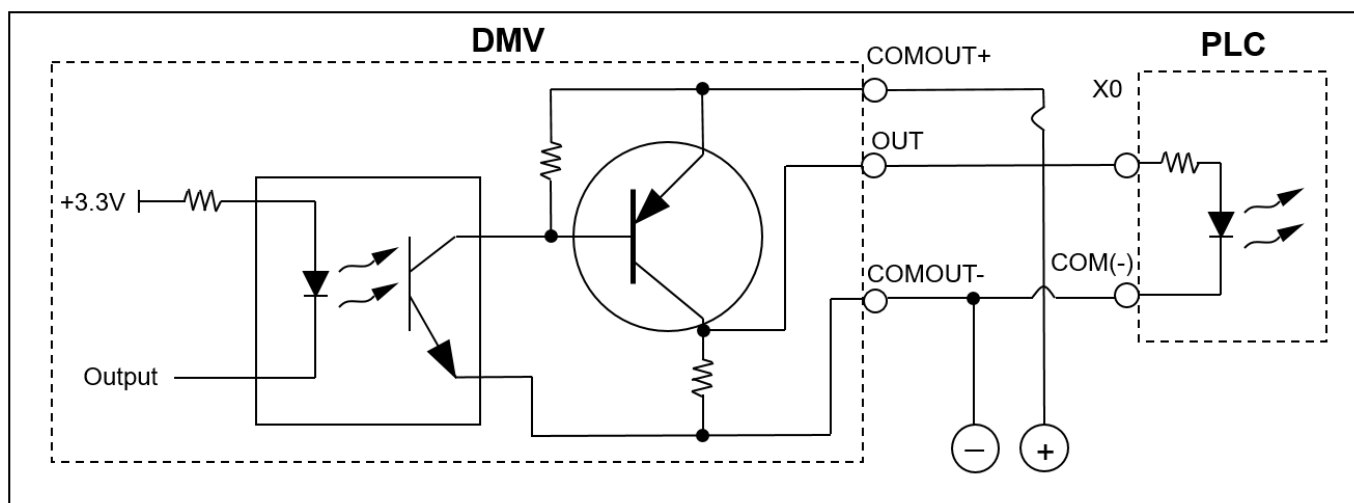 DMV
PLC
COMOUT+
X0
OUT
+3.3V
COMOUT-
COM(-)
Output
−
+